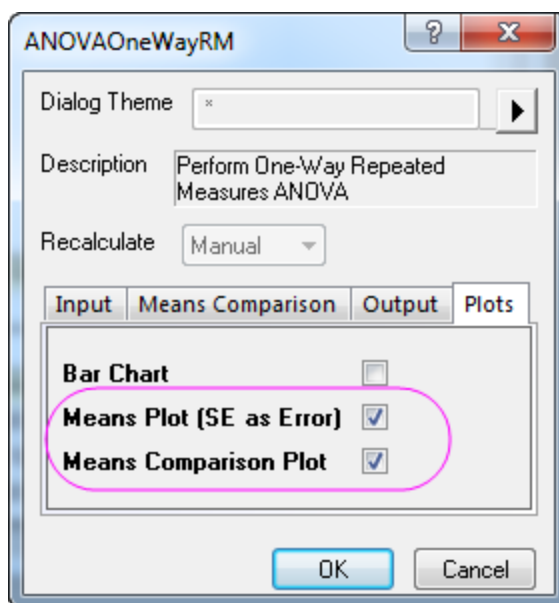 ANOVAOneWayRM
Dialog Theme *
Description Perform One-Way Repeated
Measures ANOVA
Recalculate Manual
Input Means Comparison Output Plots
Bar Chart
Means Plot (SE as Error)
Means Comparison Plot
OK Cancel